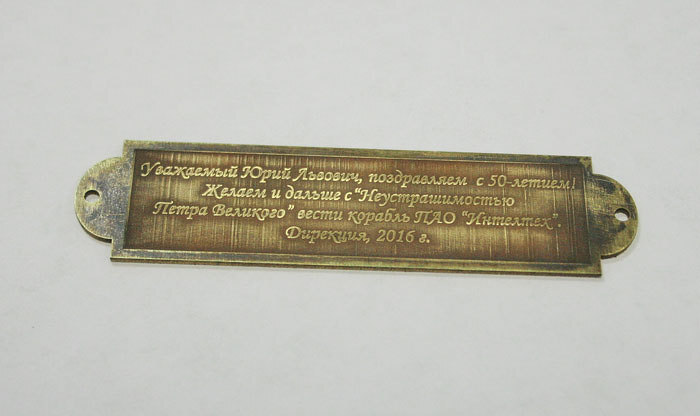 Уважаемый Юрий Львович, поздравляем с 50-летием!
Желаем и дальше с "Неустрашимостью
Петра Великого" вести корабль ПАО "Интелтех".
Дирекция, 2016 г.